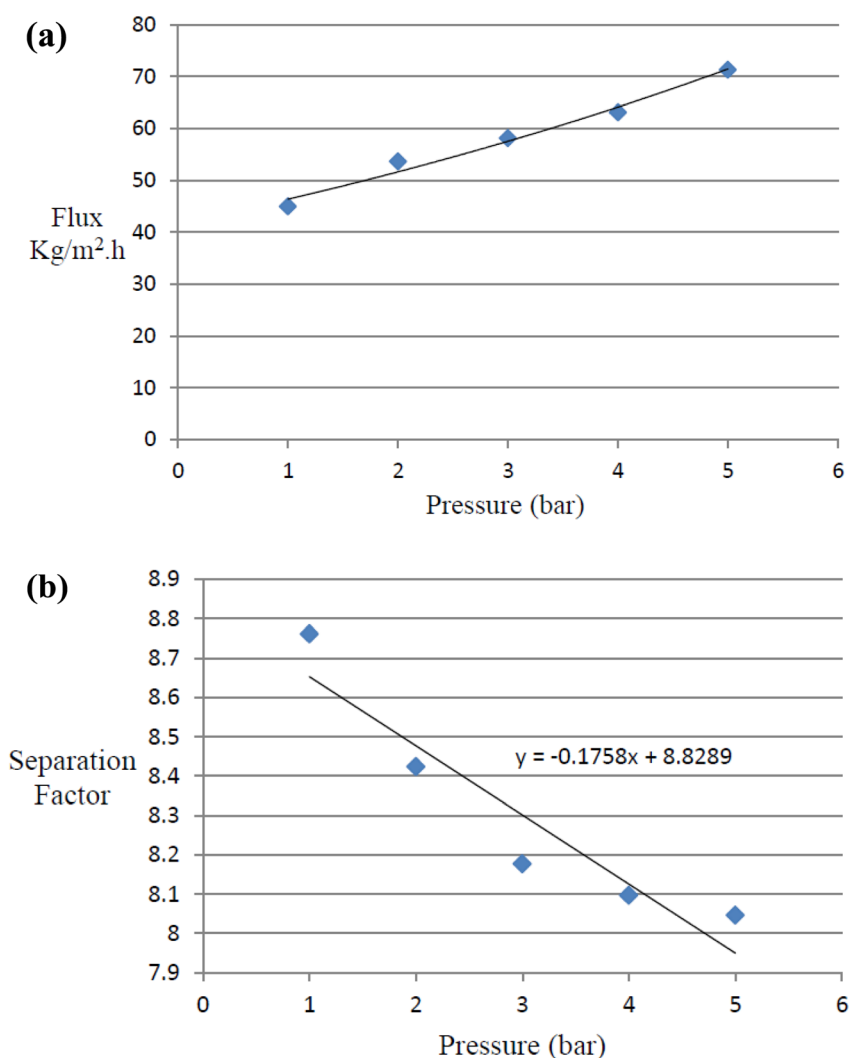 (a)
80
70
60
50
40
30
20
10
0
Flux
Kg/m².h
0 1 2 3 4 5 6
Pressure (bar)
(b)
8.9
8.8
8.7
8.6
8.5
8.4
8.3
8.2
8.1
8
7.9
Separation
Factor
y = -0.1758x + 8.8289
0 1 2 3 4 5 6
Pressure (bar)